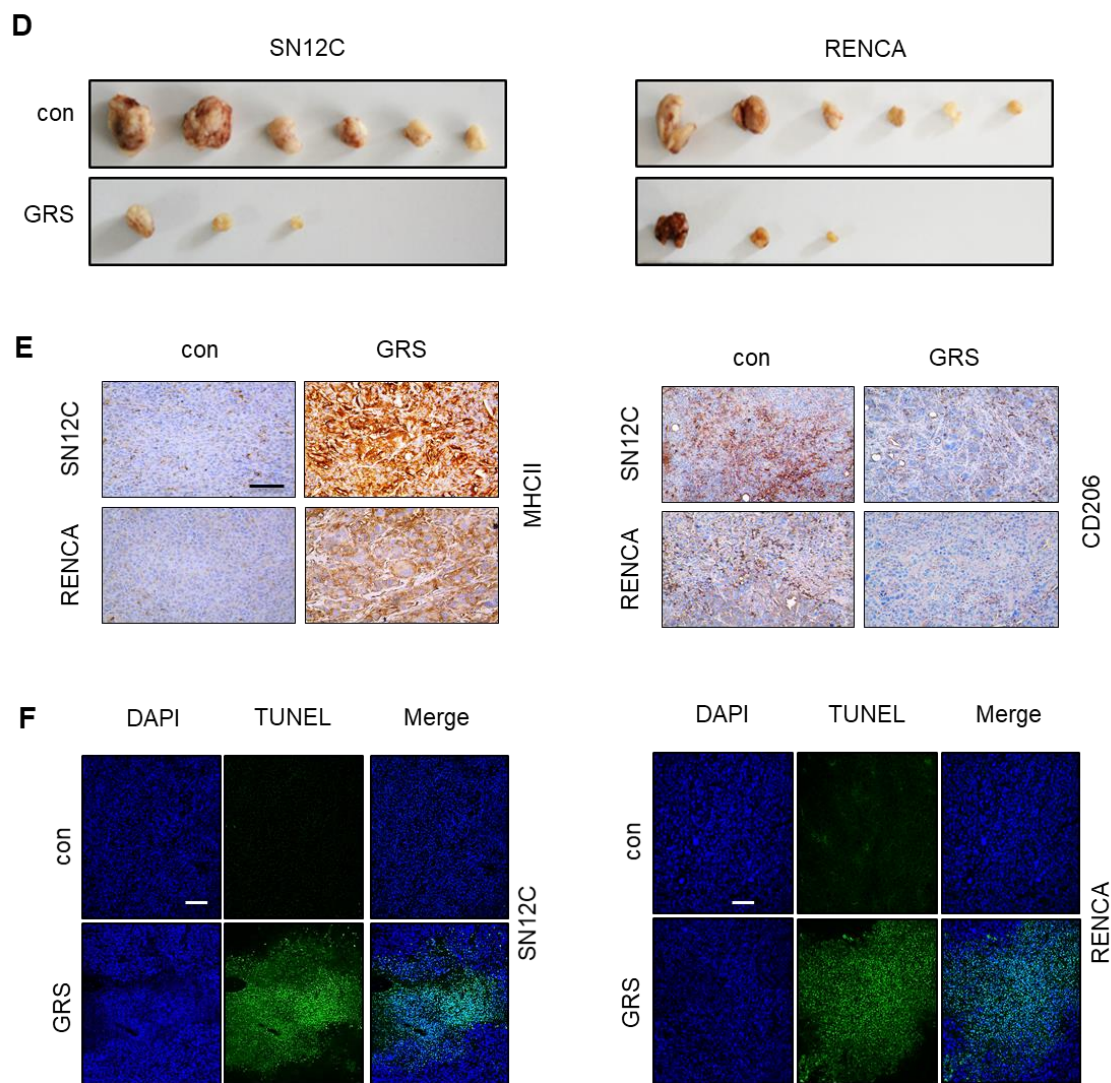 D
SN12C RENCA
con
GRS
E
con GRS con GRS
SN12C SN12C
RENCA RENCA
MHCII CD206
F
DAPI TUNEL Merge DAPI TUNEL Merge
con con
GRS GRS
SN12C RENCA